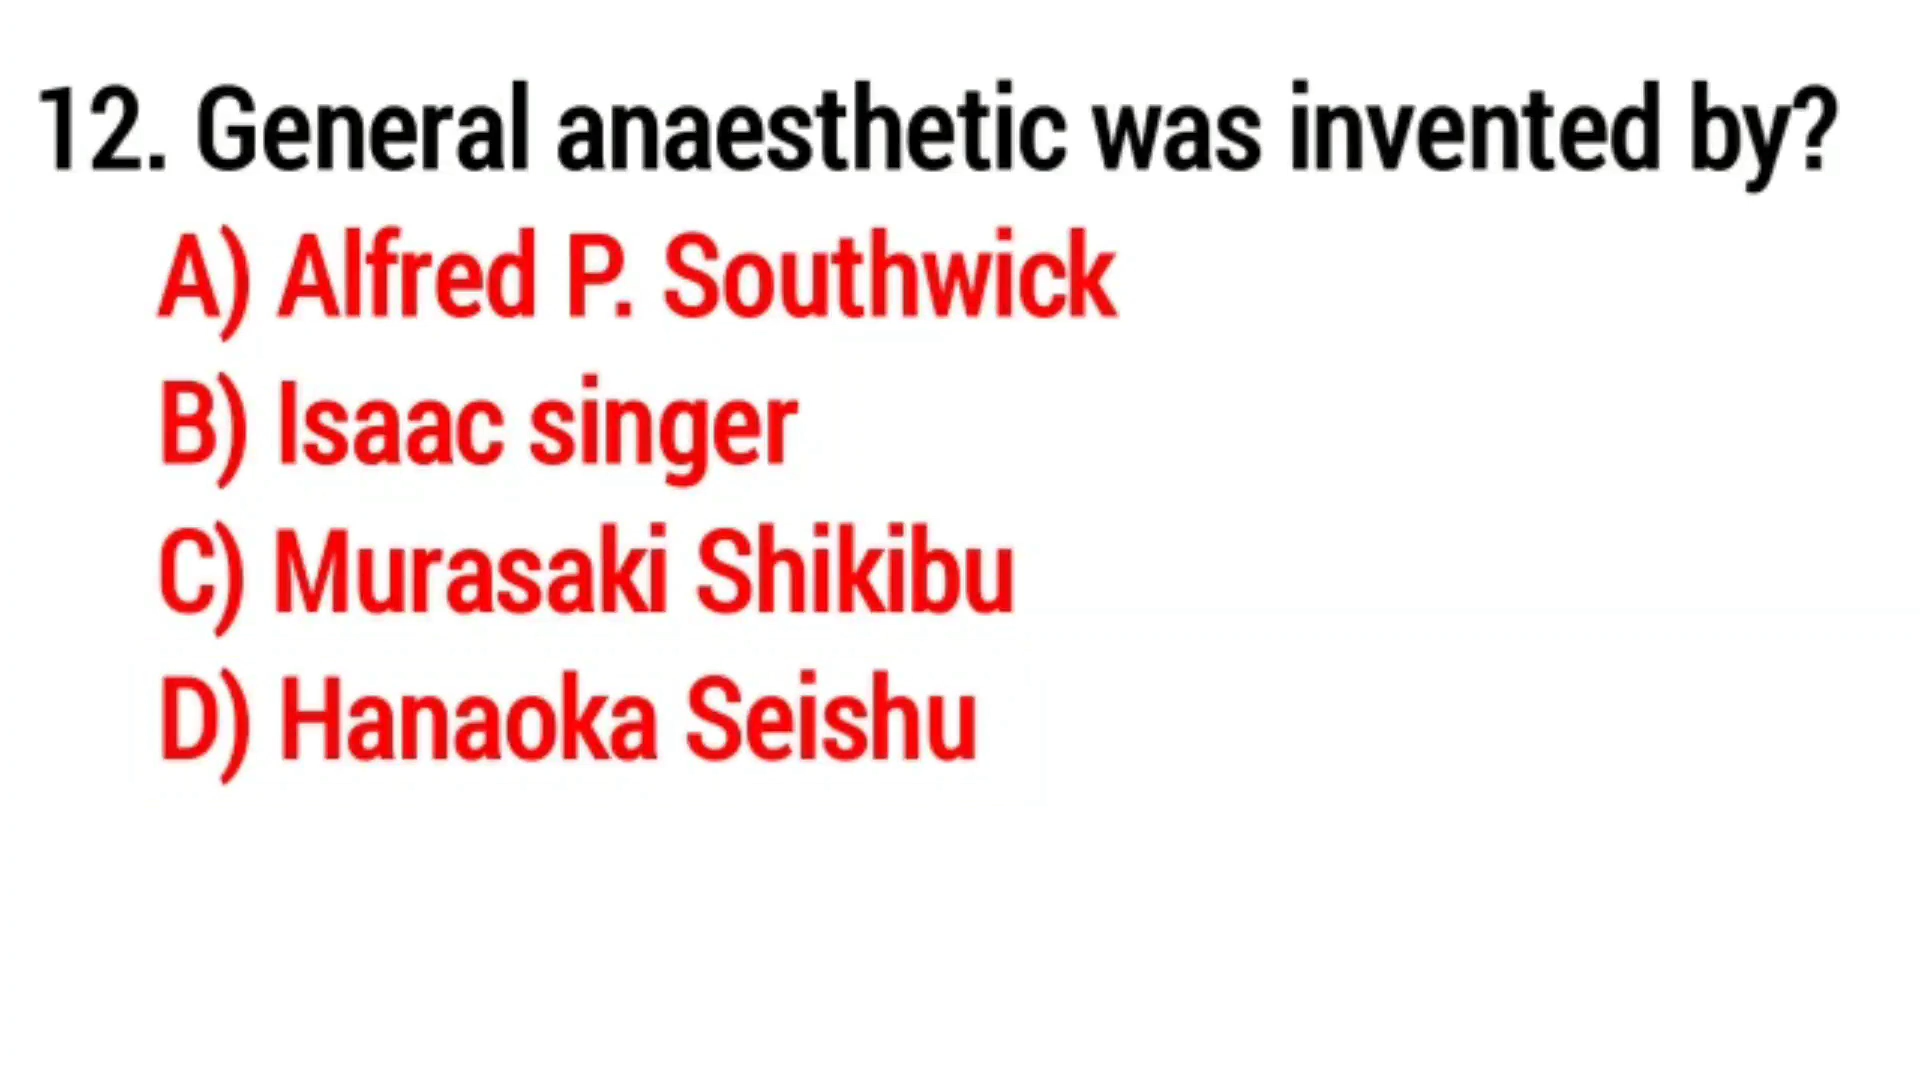 12. General anaesthetic was invented by?
A) Alfred P. Southwick
B) Isaac singer
C) Murasaki Shikibu
D) Hanaoka Seishu